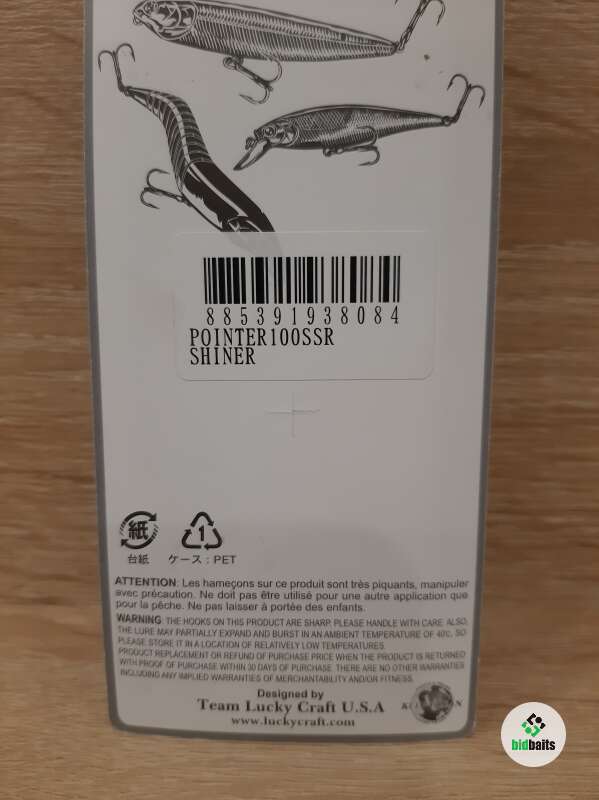 885391938084
POINTER100SSR
SHINER
紙
1
台紙 ケース：PET
ATTENTION: Les hameçons sur ce produit sont très piquants, manipuler
avec précaution. Ne doit pas être utilisé pour une autre application que
pour la pêche. Ne pas laisser à portée des enfants.
WARNING: THE HOOKS ON THIS PRODUCT ARE SHARP. PLEASE HANDLE WITH CARE. ALSO,
THE LURE MAY PARTIALLY EXPAND AND BURST IN AN AMBIENT TEMPERATURE OF 40℃, SO
PLEASE STORE IT IN A LOCATION OF RELATIVELY LOW TEMPERATURES.
PRODUCT REPLACEMENT OR REFUND OF PURCHASE PRICE WHEN THE PRODUCT IS RETURNED
WITH PROOF OF PURCHASE WITHIN 30 DAYS OF PURCHASE. THERE ARE NO OTHER WARRANTIES
INCLUDING ANY IMPLIED WARRANTIES OF MERCHANTABILITY AND/OR FITNESS.
Designed by
Team Lucky Craft U.S.A
www.luckycraft.com
bidbaits